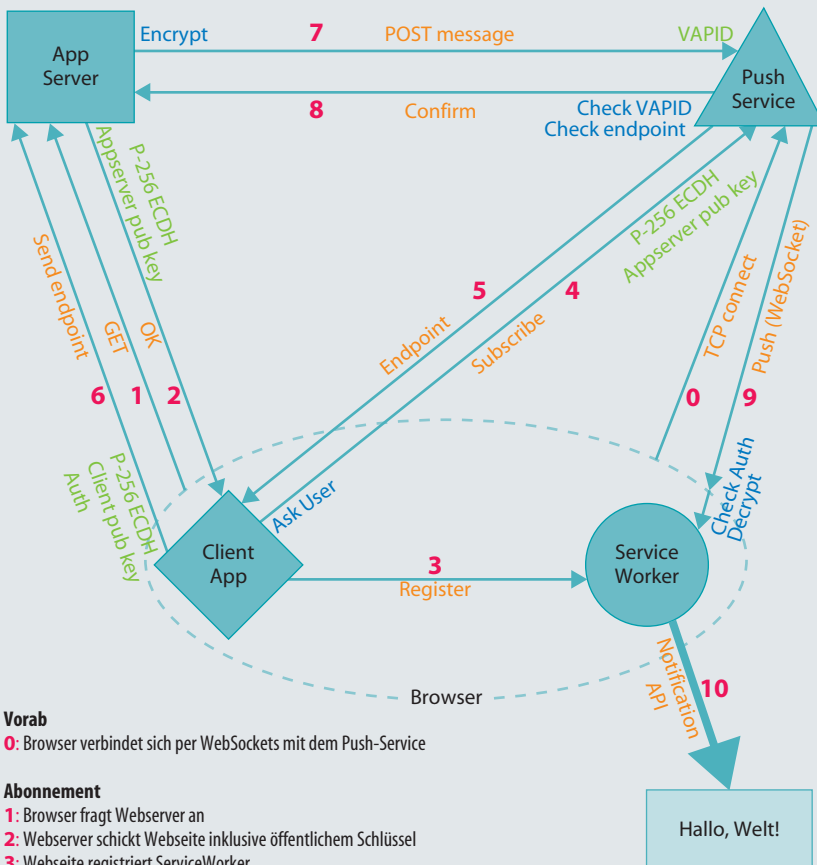 App
Server
Encrypt
7
POST message
VAPID
Push
Service
8
Confirm
Check VAPID
Check endpoint
P-256 ECDH
Appserver pub key
P-256 ECDH
Appserver pub key
Send endpoint
GET
OK
5
4
Endpoint
Subscribe
TCP connect
Push (WebSocket)
6
1
2
0
9
P-256 ECDH
Client pub key
Auth
Ask User
Check Auth
Decrypt
Client
App
3
Register
Service
Worker
Notification
API
10
Browser
Hallo, Welt!
Vorab
0: Browser verbindet sich per WebSockets mit dem Push-Service
Abonnement
1: Browser fragt Webserver an
2: Webserver schickt Webseite inklusive öffentlichem Schlüssel
3: Webseite registriert ServiceWorker